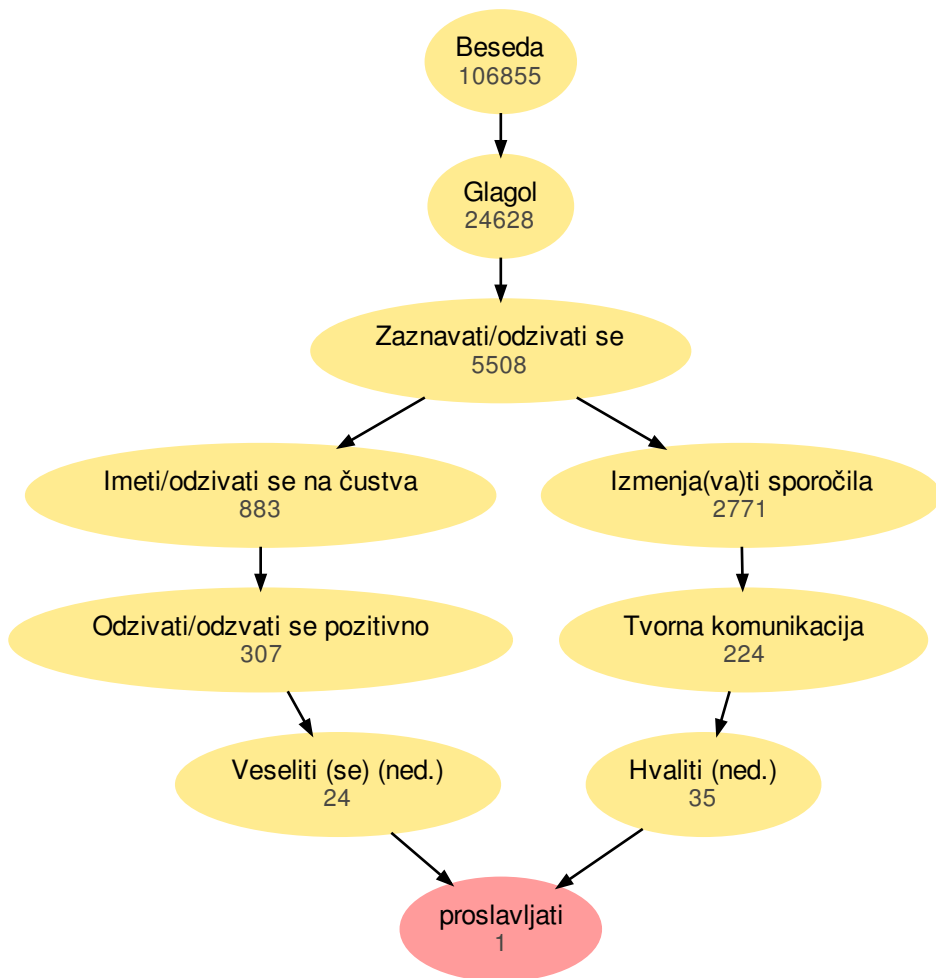 Beseda
106855
Glagol
24628
Zaznavati/odzivati se
5508
Imeti/odzivati se na čustva
883
Izmenja(va)ti sporočila
2771
Odzivati/odzvati se pozitivno
307
Tvorna komunikacija
224
Veseliti (se) (ned.)
24
Hvaliti (ned.)
35
proslavljati
1